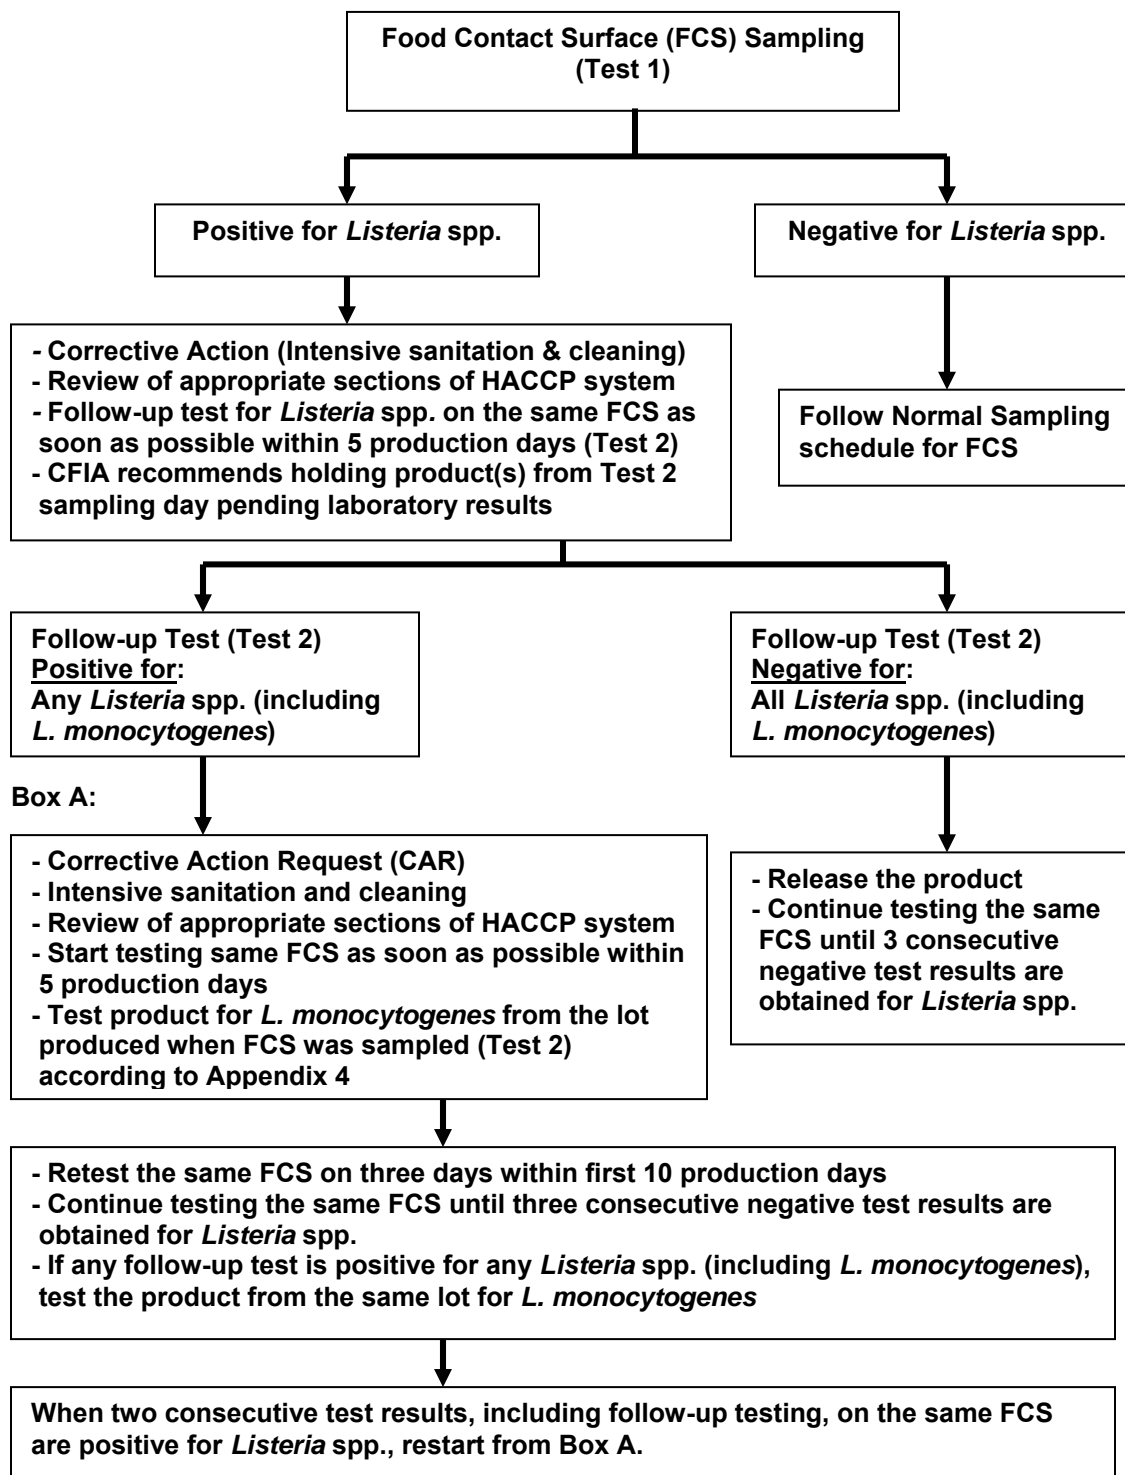 Food Contact Surface (FCS) Sampling
(Test 1)
Positive for Listeria spp.
Negative for Listeria spp.
- Corrective Action (Intensive sanitation & cleaning)
- Review of appropriate sections of HACCP system
- Follow-up test for Listeria spp. on the same FCS as
soon as possible within 5 production days (Test 2)
- CFIA recommends holding product(s) from Test 2
sampling day pending laboratory results
Follow Normal Sampling
schedule for FCS
Follow-up Test (Test 2)
Positive for:
Any Listeria spp. (including
L. monocytogenes)
Follow-up Test (Test 2)
Negative for:
All Listeria spp. (including
L. monocytogenes)
Box A:
- Corrective Action Request (CAR)
- Intensive sanitation and cleaning
- Review of appropriate sections of HACCP system
- Start testing same FCS as soon as possible within
5 production days
- Test product for L. monocytogenes from the lot
produced when FCS was sampled (Test 2)
according to Appendix 4
- Release the product
- Continue testing the same
FCS until 3 consecutive
negative test results are
obtained for Listeria spp.
- Retest the same FCS on three days within first 10 production days
- Continue testing the same FCS until three consecutive negative test results are
obtained for Listeria spp.
- If any follow-up test is positive for any Listeria spp. (including L. monocytogenes),
test the product from the same lot for L. monocytogenes
When two consecutive test results, including follow-up testing, on the same FCS
are positive for Listeria spp., restart from Box A.